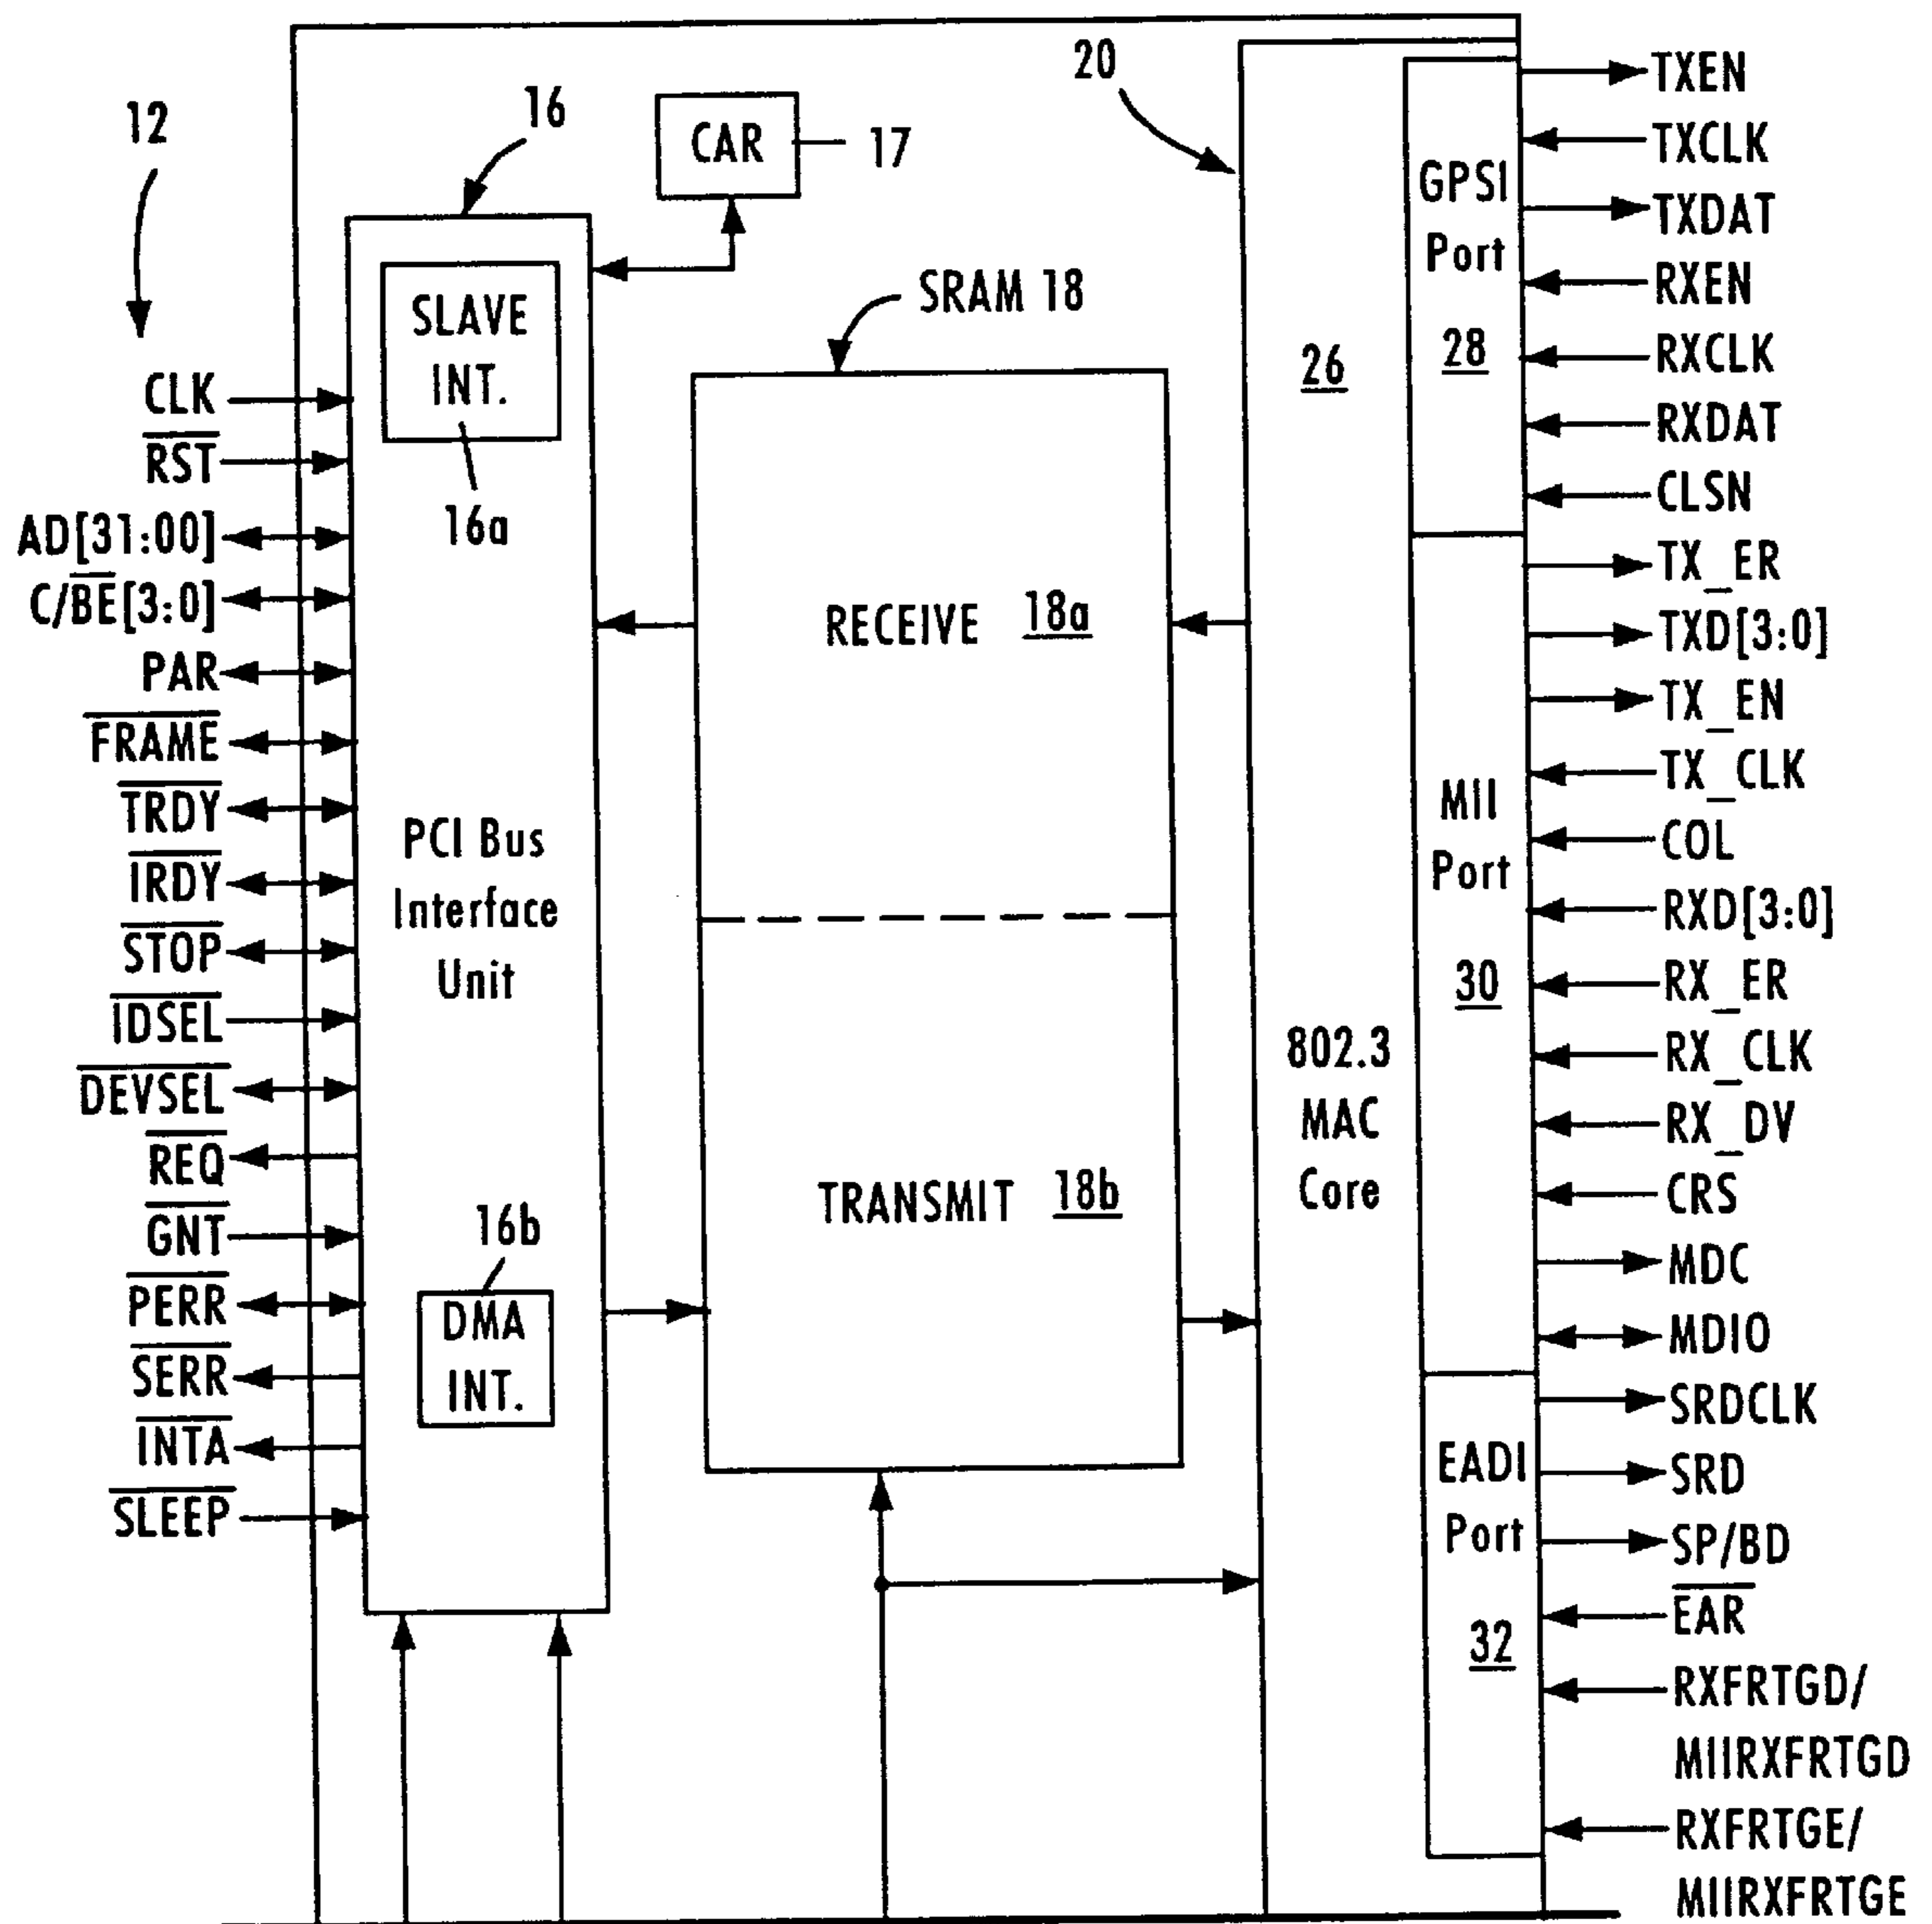 12
16
CAR
17
20
SLAVE
INT.
16a
SRAM 18
CLK
RST
AD[31:00]
C/BE[3:0]
PAR
FRAME
TRDY
IRDY
STOP
IDSEL
DEVSEL
REQ
GNT
PERR
SERR
INTA
SLEEP
PCI Bus
Interface
Unit
16b
DMA
INT.
RECEIVE 18a
TRANSMIT 18b
26
802.3
MAC
Core
GPSI
Port
28
MII
Port
30
EADI
Port
32
TXEN
TXCLK
TXDAT
RXEN
RXCLK
RXDAT
CLSN
TX_ER
TXD[3:0]
TX_EN
TX_CLK
COL
RXD[3:0]
RX_ER
RX_CLK
RX_DV
CRS
MDC
MDIO
SRDCLK
SRD
SP/BD
EAR
RXFRTGD/
MIIRXFRTGD
RXFRTGE/
MIIRXFRTGE